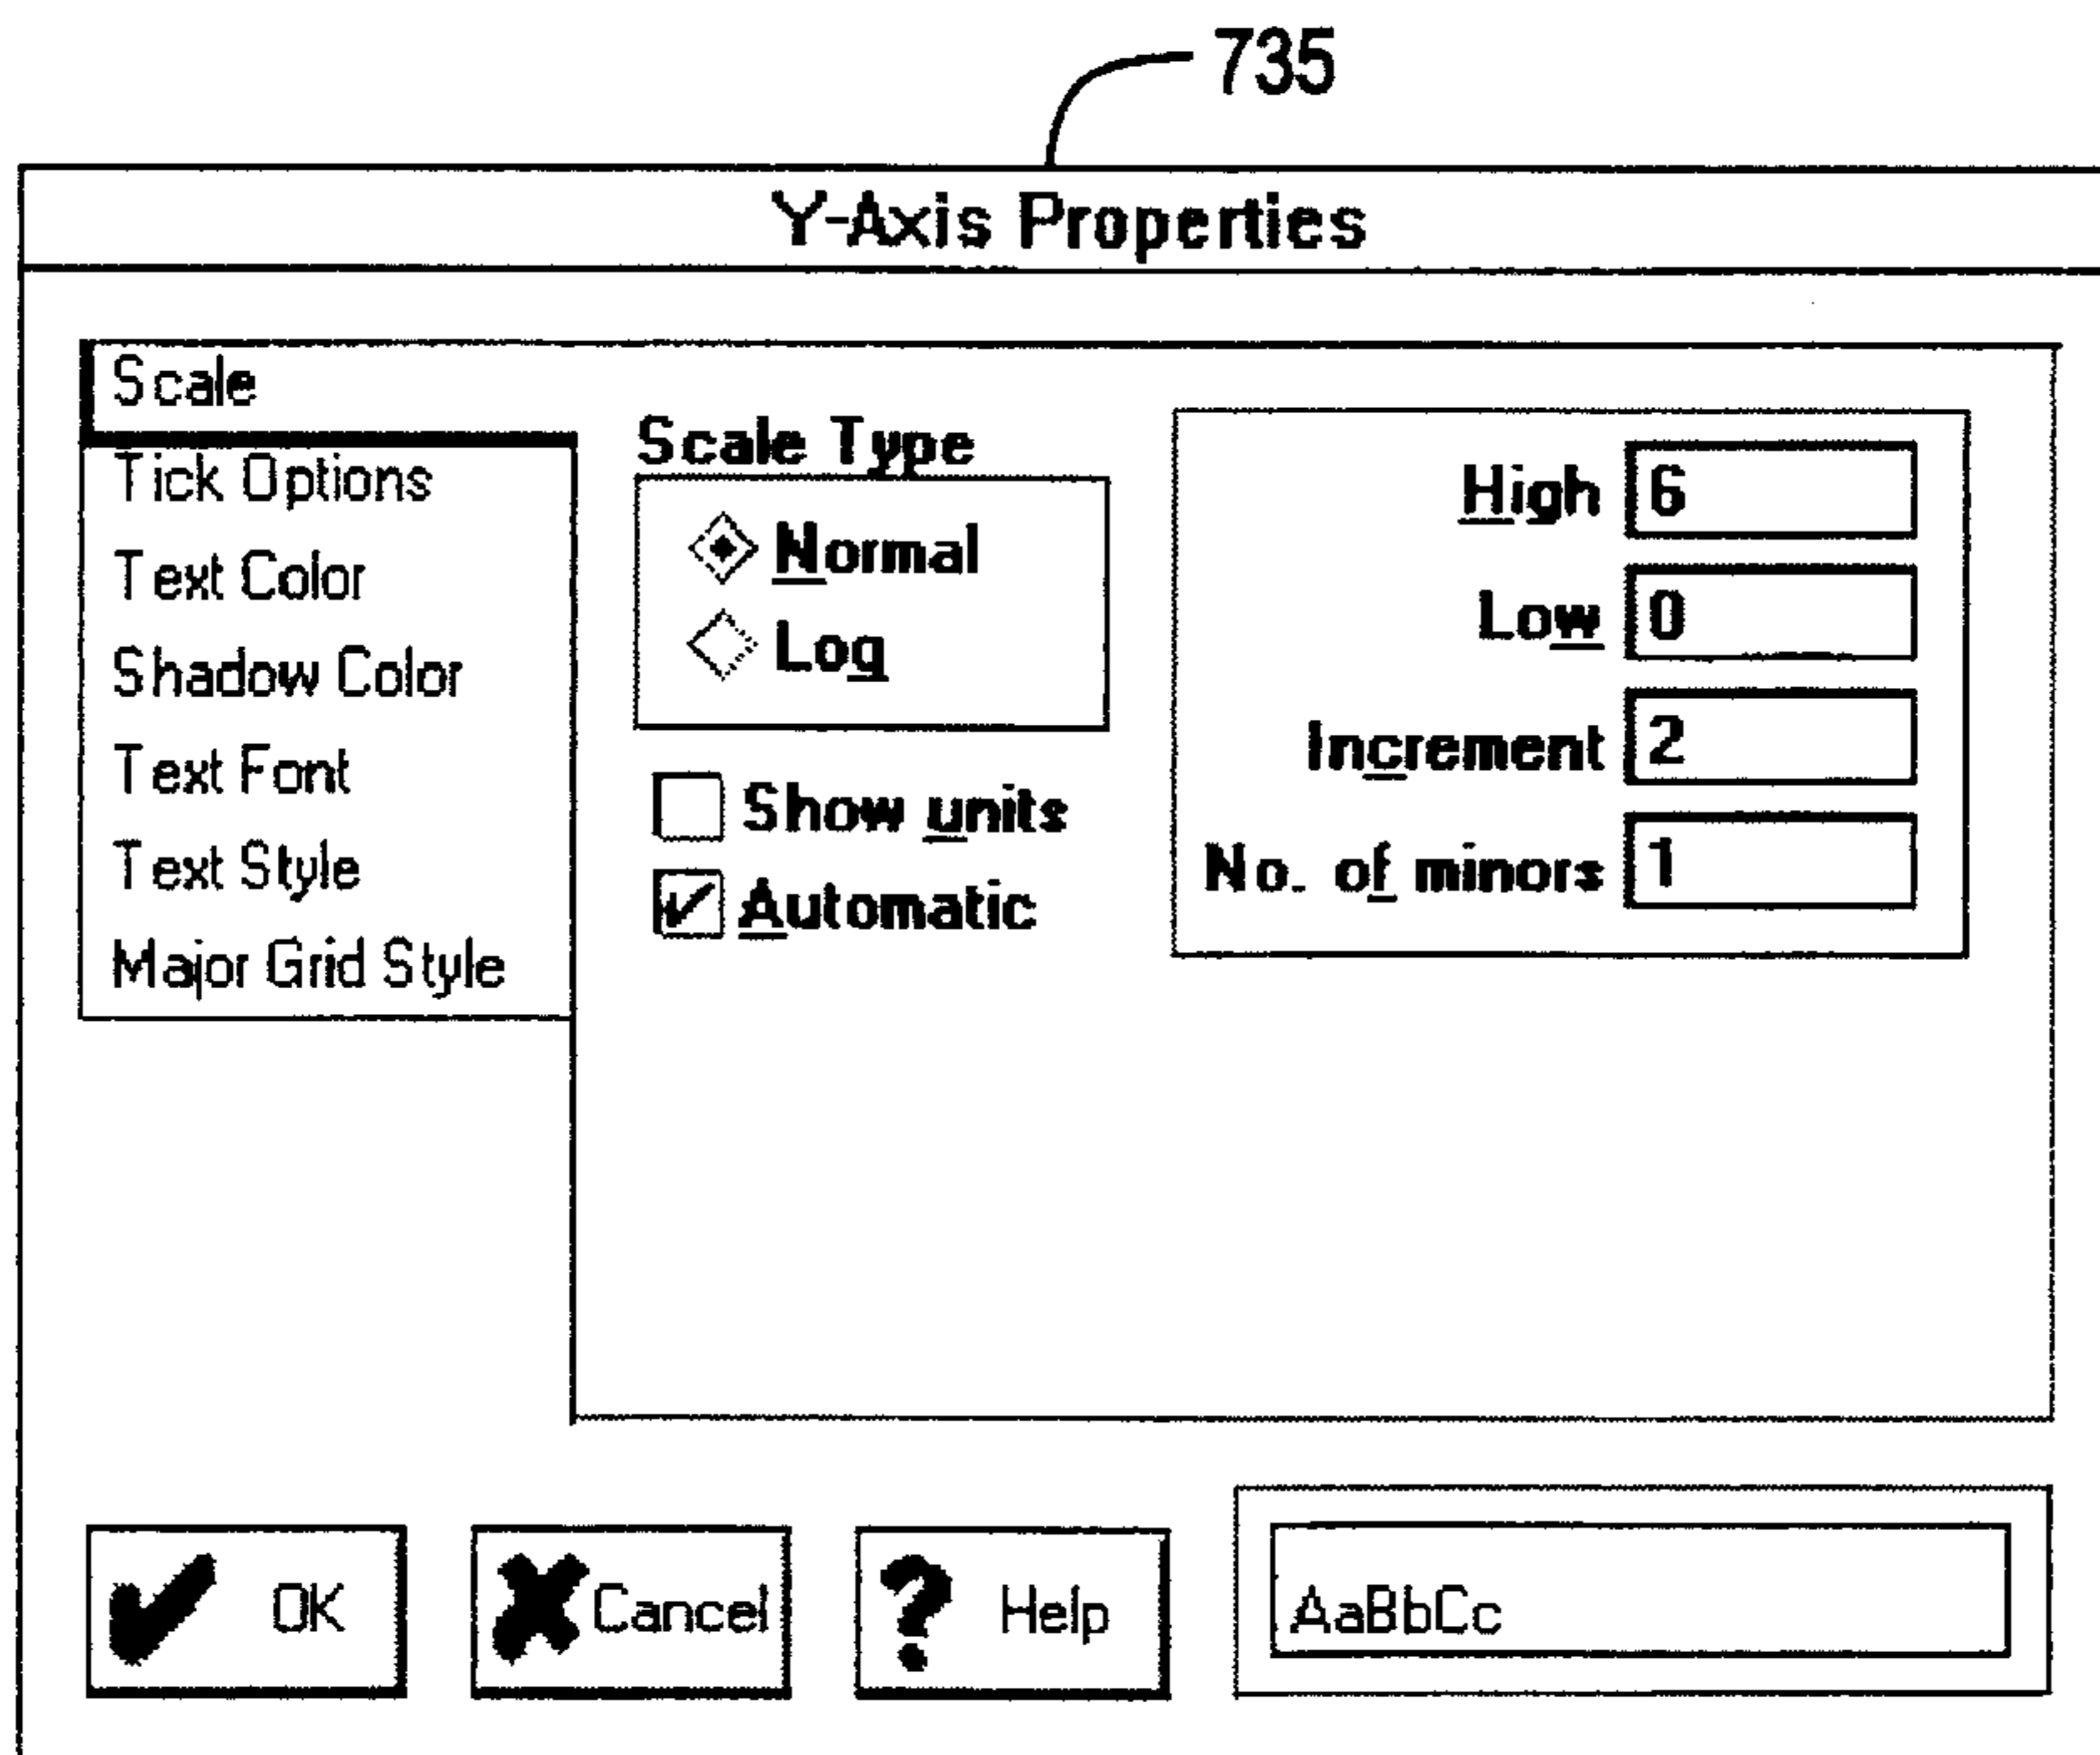 735
Y-Axis Properties
Scale
Tick Options
Text Color
Shadow Color
Text Font
Text Style
Major Grid Style
Scale Type
Normal
Log
Show units
Automatic
High 6
Low 0
Increment 2
No. of minors 1
OK
Cancel
Help
AaBbCc